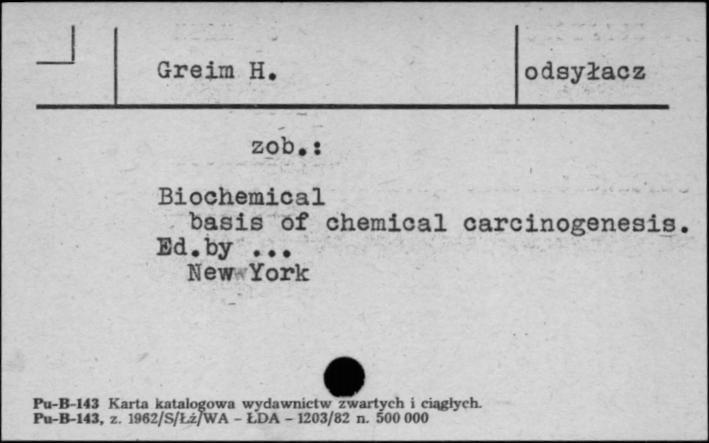 Greim H. odsyłacz
zob.:
Biochemical
basis of chemical carcinogenesis.
Ed.by ...
New York
Pu-B-143 Karta katalogowa wydawnictw zwartych i ciągłych.
Pu-B-143, z. 1962/S/Łź/WA – ŁDA – 1203/82 n. 500 000